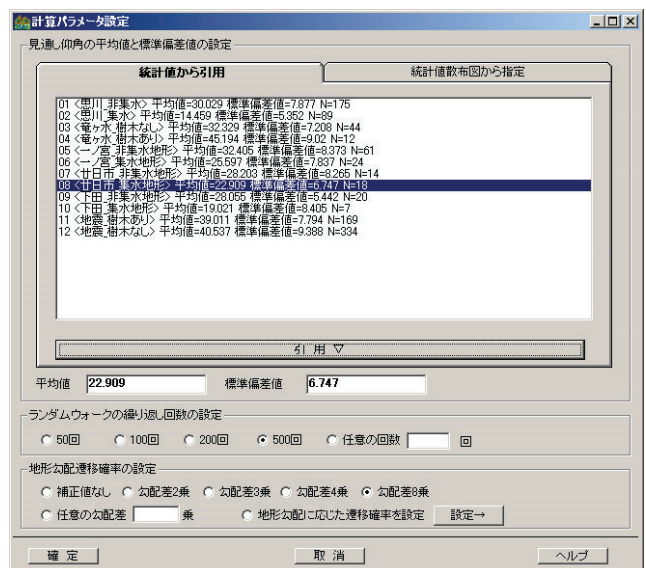 計算パラメータ設定
見通し仰角の平均値と標準偏差値の設定
統計値から引用 統計値散布図から指定
01 <思川_非集水> 平均値=30.029 標準偏差値=7.877 N=175
02 <思川_集水> 平均値=14.459 標準偏差値=5.352 N=89
03 <竜ヶ水_樹木なし> 平均値=32.329 標準偏差値=7.208 N=44
04 <竜ヶ水_樹木あり> 平均値=45.194 標準偏差値=9.02 N=12
05 <一ノ宮_非集水地形> 平均値=32.405 標準偏差値=8.373 N=61
06 <一ノ宮_集水地形> 平均値=25.597 標準偏差値=7.837 N=24
07 <廿日市_非集水地形> 平均値=28.203 標準偏差値=8.265 N=14
08 <廿日市_集水地形> 平均値=22.909 標準偏差値=6.747 N=18
09 <下田_非集水地形> 平均値=28.055 標準偏差値=5.442 N=20
10 <下田_集水地形> 平均値=19.021 標準偏差値=8.405 N=7
11 <地震_樹木あり> 平均値=39.011 標準偏差値=7.794 N=169
12 <地震_樹木なし> 平均値=40.537 標準偏差値=9.388 N=334
引 用 ▽
平均値 22.909 標準偏差値 6.747
ランダムウォークの繰り返し回数の設定
50回 100回 200回 500回 任意の回数 回
地形勾配遷移確率の設定
補正値なし 勾配差2乗 勾配差3乗 勾配差4乗 勾配差8乗
任意の勾配差 乗 地形勾配に応じた遷移確率を設定 設定→
確 定 取 消 ヘルプ